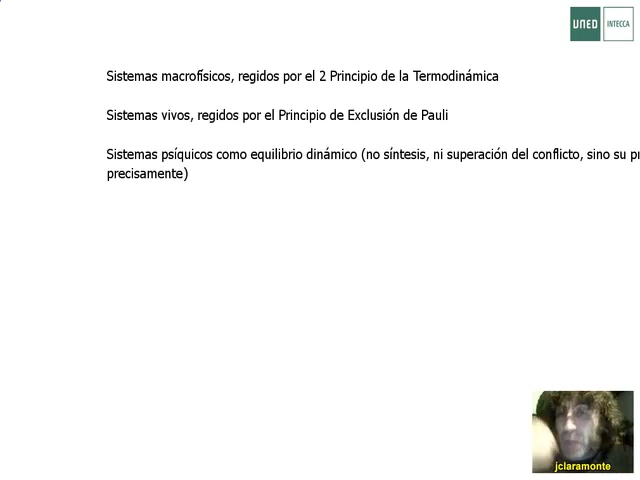 UNED INTECCA
Sistemas macrofísicos, regidos por el 2 Principio de la Termodinámica
Sistemas vivos, regidos por el Principio de Exclusión de Pauli
Sistemas psíquicos como equilibrio dinámico (no síntesis, ni superación del conflicto, sino su
precisamente)
jclaramonte